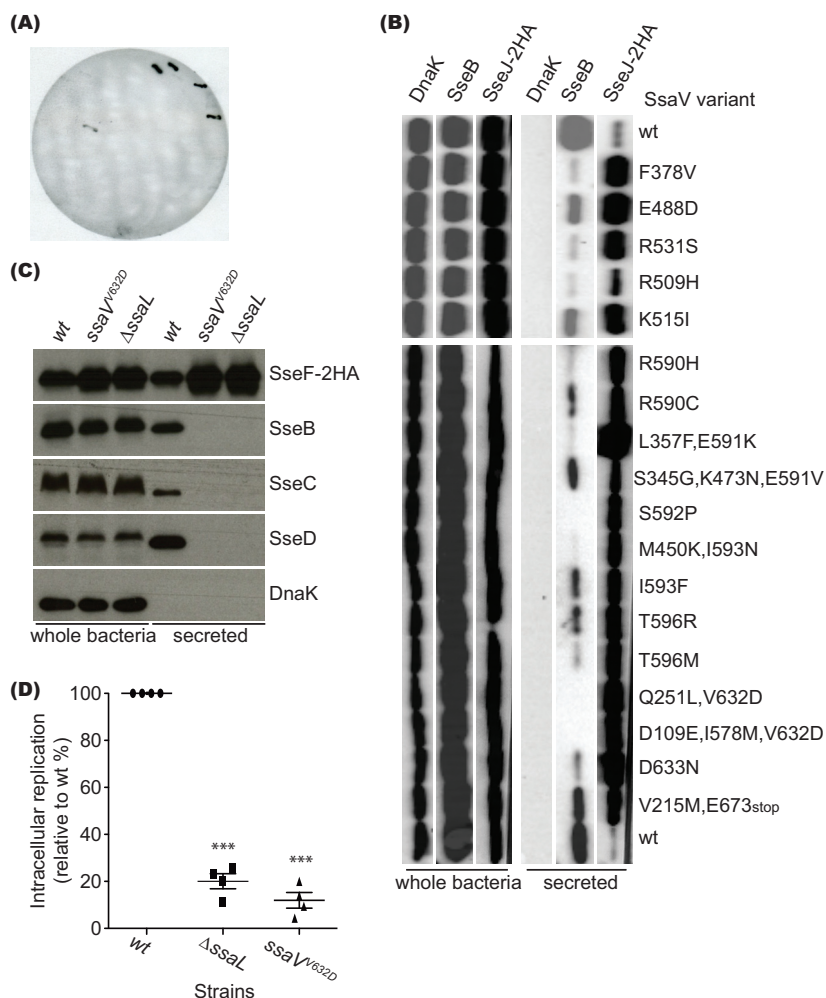 (A)
(B)
DnaK
SseB
SseJ-2HA
DnaK
SseB
SseJ-2HA
SsaV variant
wt
F378V
E488D
R531S
R509H
K515I
R590H
R590C
L357F,E591K
S345G,K473N,E591V
S592P
M450K,I593N
I593F
T596R
T596M
Q251L,V632D
D109E,I578M,V632D
D633N
V215M,E673stop
wt
whole bacteria
secreted
(C)
wt
ssaVV632D
ΔssaL
wt
ssaVV632D
ΔssaL
SseF-2HA
SseB
SseC
SseD
DnaK
whole bacteria
secreted
(D)
Intracellular replication
(relative to wt %)
100
80
60
40
20
0
***
***
wt
ΔssaL
ssaVV632D
Strains